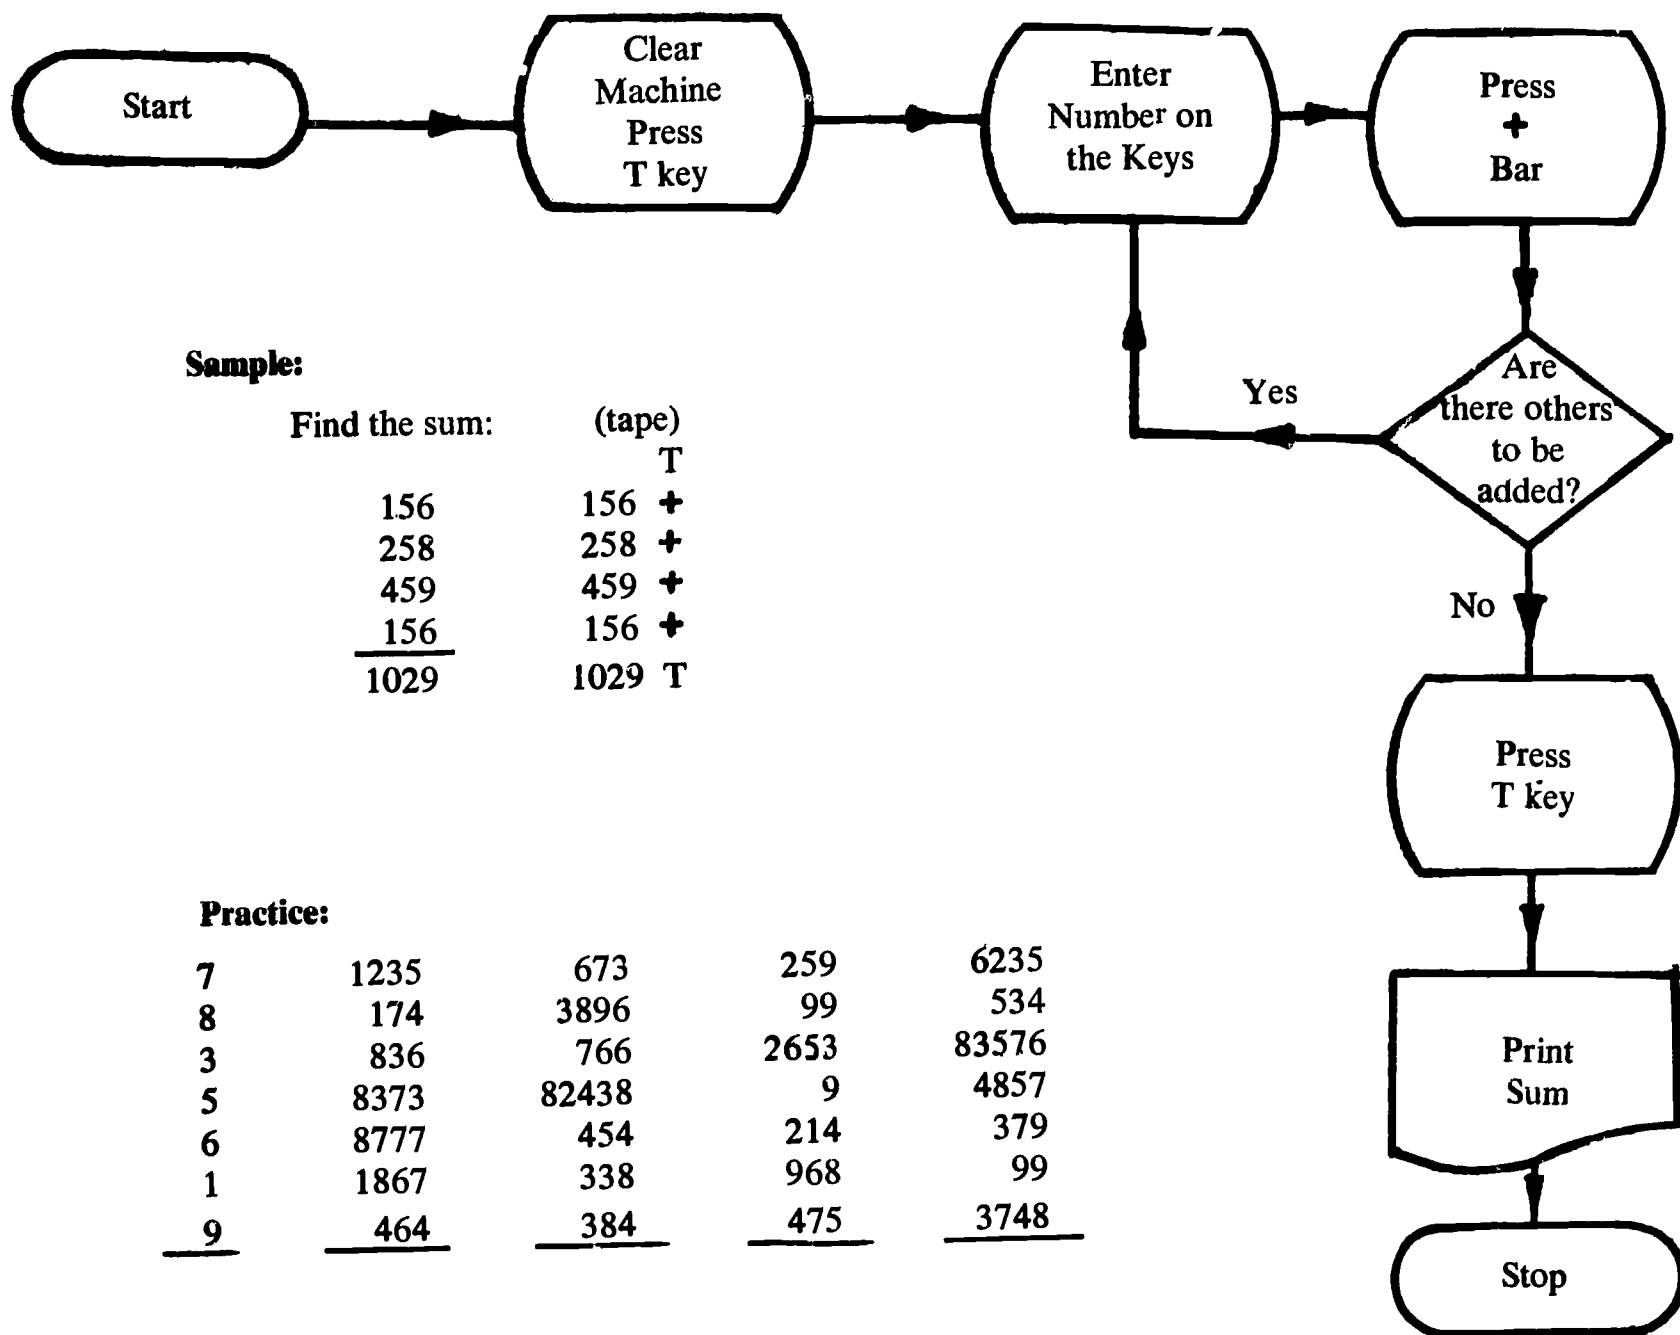 Start
Clear
Machine
Press
T key
Enter
Number on
the Keys
Press
+
Bar
Are
there others
to be
added?
Yes
No
Press
T key
Print
Sum
Stop
Sample:
Find the sum: (tape)
T
156 156 +
258 258 +
459 459 +
156 156 +
1029 1029 T
Practice:
7 1235 673 259 6235
8 174 3896 99 534
3 836 766 2653 83576
5 8373 82438 9 4857
6 8777 454 214 379
1 1867 338 968 99
9 464 384 475 3748